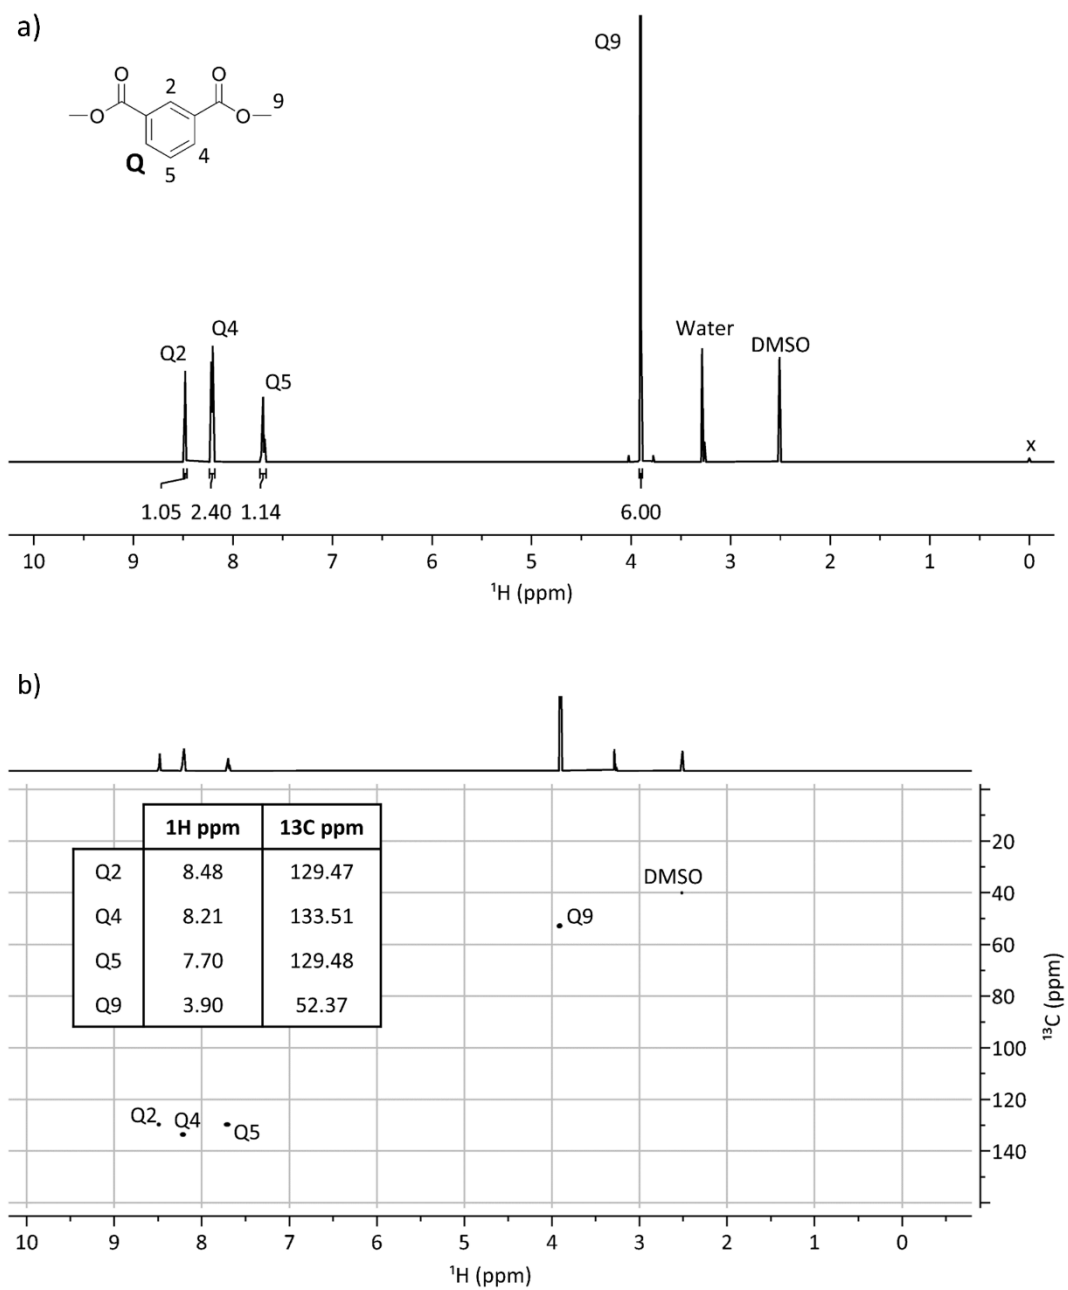 a)
Q9
O O
2 9
O O
Q 4
5
Q4
Q2
Q5
Water
DMSO
x
1.05 2.40 1.14 6.00
10 9 8 7 6 5 4 3 2 1 0
¹H (ppm)
b)
1H ppm 13C ppm
Q2 8.48 129.47
Q4 8.21 133.51
Q5 7.70 129.48
Q9 3.90 52.37
DMSO
Q9
Q2 Q4 Q5
20
40
60
80
100
120
140
¹³C (ppm)
10 9 8 7 6 5 4 3 2 1 0
¹H (ppm)